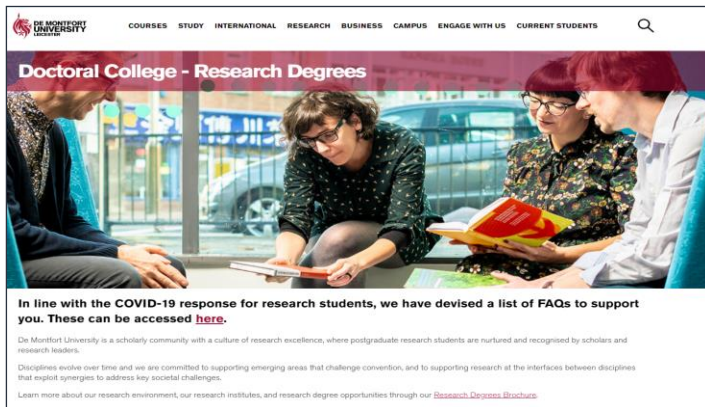 DE MONTFORT
UNIVERSITY
LEICESTER
COURSES STUDY INTERNATIONAL RESEARCH BUSINESS CAMPUS ENGAGE WITH US CURRENT STUDENTS
Doctoral College - Research Degrees
In line with the COVID-19 response for research students, we have devised a list of FAQs to support
you. These can be accessed here.
De Montfort University is a scholarly community with a culture of research excellence, where postgraduate research students are nurtured and recognised by scholars and
research leaders.
Disciplines evolve over time and we are committed to supporting emerging areas that challenge convention, and to supporting research at the interfaces between disciplines
that exploit synergies to address key societal challenges.
Learn more about our research environment, our research institutes, and research degree opportunities through our Research Degrees Brochure.